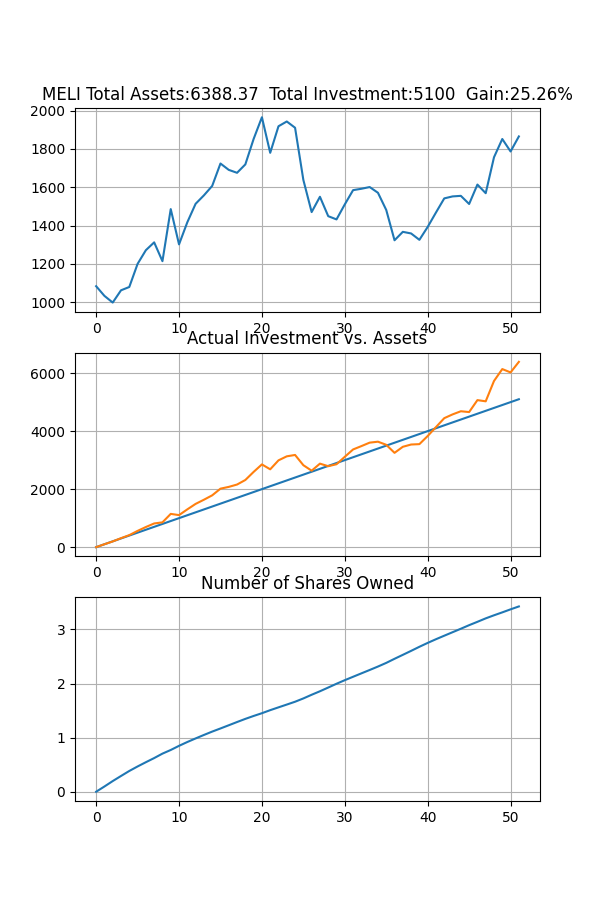 MELI Total Assets:6388.37  Total Investment:5100  Gain:25.26%
2000
1800
1600
1400
1200
1000
0 10 20 30 40 50
Actual Investment vs. Assets
6000
4000
2000
0
0 10 20 30 40 50
Number of Shares Owned
3
2
1
0
0 10 20 30 40 50